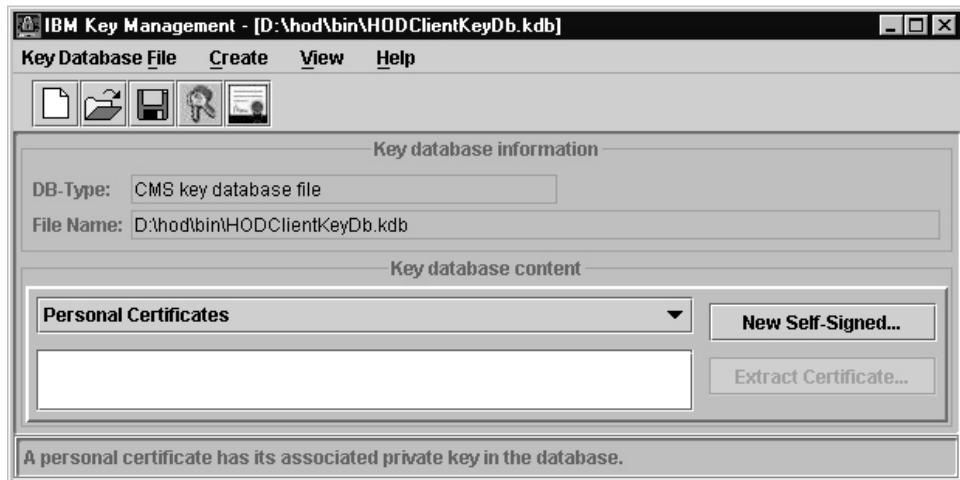 IBM Key Management - [D:\hod\bin\HODClientKeyDb.kdb]
Key Database File Create View Help
Key database information
DB-Type: CMS key database file
File Name: D:\hod\bin\HODClientKeyDb.kdb
Key database content
Personal Certificates
New Self-Signed...
Extract Certificate...
A personal certificate has its associated private key in the database.